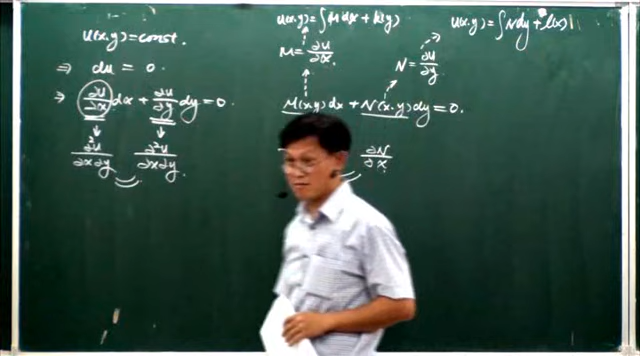 u(x,y)=const.
⇒ du = 0.
⇒ ∂u/∂x dx + ∂u/∂y dy = 0.
∂²u/∂x∂y = ∂²u/∂x∂y.
u(x,y)=∫M dx + k(y)
M = ∂u/∂x
M(x,y)dx + N(x,y)dy = 0.
= ∂N/∂x
u(x,y)=∫N dy + l(x)
N = ∂u/∂y